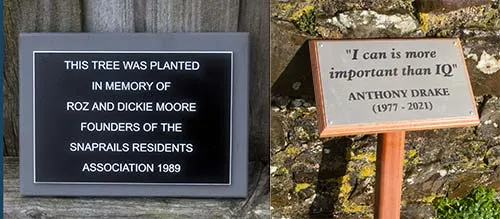 THIS TREE WAS PLANTED
IN MEMORY OF
ROZ AND DICKIE MOORE
FOUNDERS OF THE
SNAPRAILS RESIDENTS
ASSOCIATION 1989
"I can is more
important than IQ"
ANTHONY DRAKE
(1977 - 2021)